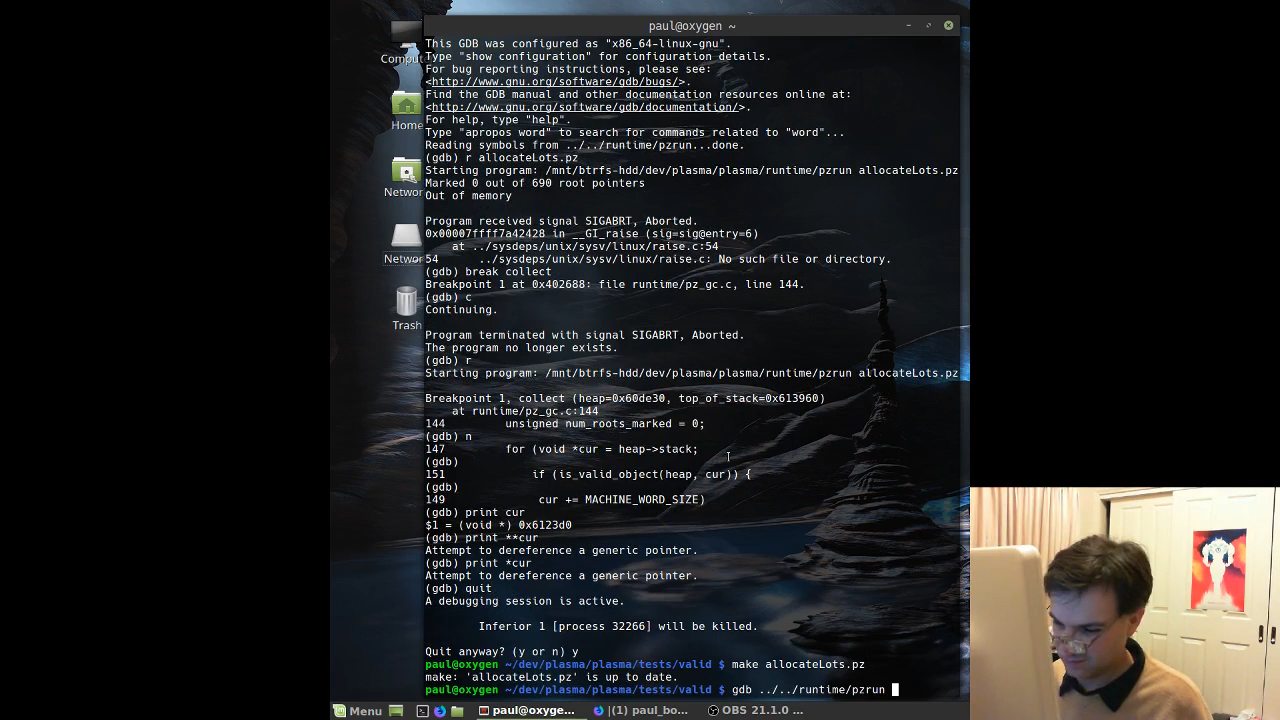 paul@oxygen ~
This GDB was configured as "x86_64-linux-gnu".
Type "show configuration" for configuration details.
For bug reporting instructions, please see:
<http://www.gnu.org/software/gdb/bugs/>.
Find the GDB manual and other documentation resources online at:
<http://www.gnu.org/software/gdb/documentation/>.
For help, type "help".
Type "apropos word" to search for commands related to "word"...
Reading symbols from ../../runtime/pzrun...done.
(gdb) r allocateLots.pz
Starting program: /mnt/btrfs-hdd/dev/plasma/plasma/runtime/pzrun allocateLots.pz
Marked 0 out of 690 root pointers
Out of memory
Program received signal SIGABRT, Aborted.
0x00007ffff7a42428 in __GI_raise (sig=sig@entry=6)
at ../sysdeps/unix/sysv/linux/raise.c:54
54 ../sysdeps/unix/sysv/linux/raise.c: No such file or directory.
(gdb) break collect
Breakpoint 1 at 0x402688: file runtime/pz_gc.c, line 144.
(gdb) c
Continuing.
Program terminated with signal SIGABRT, Aborted.
The program no longer exists.
(gdb) r
Starting program: /mnt/btrfs-hdd/dev/plasma/plasma/runtime/pzrun allocateLots.pz
Breakpoint 1, collect (heap=0x60de30, top_of_stack=0x613960)
at runtime/pz_gc.c:144
144 unsigned num_roots_marked = 0;
(gdb) n
147 for (void *cur = heap->stack;
(gdb)
151 if (is_valid_object(heap, cur)) {
(gdb)
149 cur += MACHINE_WORD_SIZE)
(gdb) print cur
$1 = (void *) 0x6123d0
(gdb) print **cur
Attempt to dereference a generic pointer.
(gdb) print *cur
Attempt to dereference a generic pointer.
(gdb) quit
A debugging session is active.
Inferior 1 [process 32266] will be killed.
Quit anyway? (y or n) y
paul@oxygen ~/dev/plasma/plasma/tests/valid $ make allocateLots.pz
make: 'allocateLots.pz' is up to date.
paul@oxygen ~/dev/plasma/plasma/tests/valid $ gdb ../../runtime/pzrun
Comput
Home
Networ
Networ
Trash
Menu
paul@oxyge...
|(1) paul_bo...
OBS 21.1.0 ...